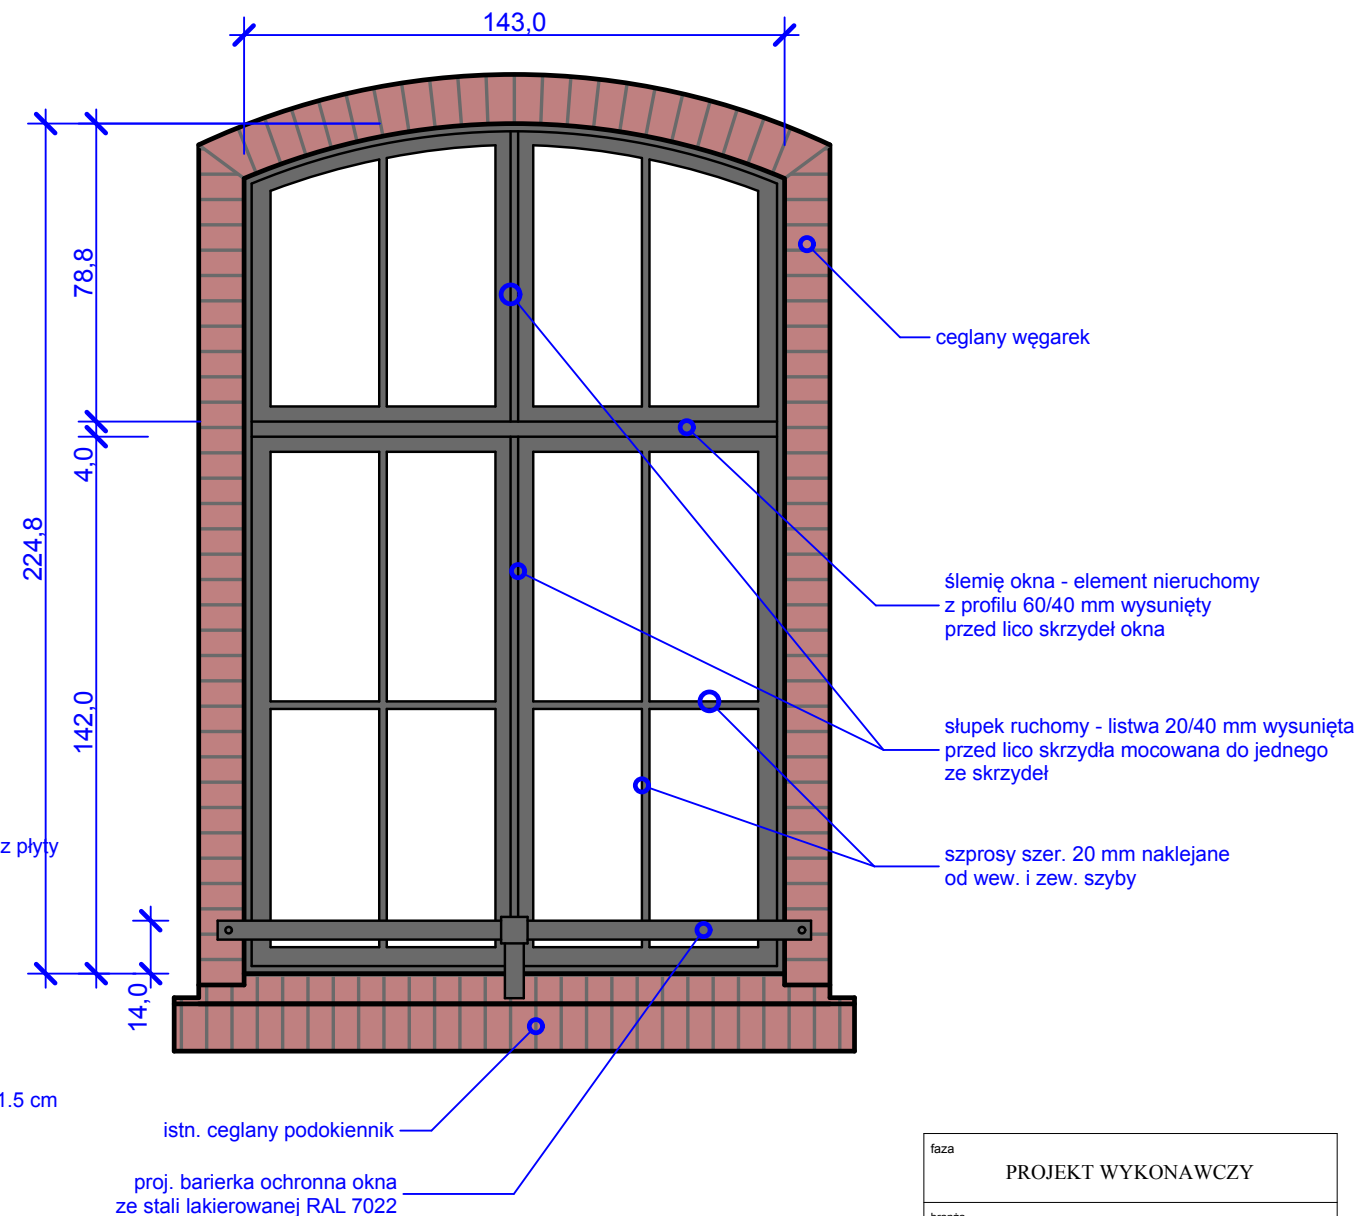 143,0
78,8
4,0
224,8
142,0
14,0
ceglany węgarek
ślemię okna - element nieruchomy
z profilu 60/40 mm wysunięty
przed lico skrzydeł okna
słupek ruchomy - listwa 20/40 mm wysunięta
przed lico skrzydła mocowana do jednego
ze skrzydeł
szprosy szer. 20 mm naklejane
od wew. i zew. szyby
z płyty
1.5 cm
istn. ceglany podokiennik
proj. barierka ochronna okna
ze stali lakierowanej RAL 7022
faza
PROJEKT WYKONAWCZY